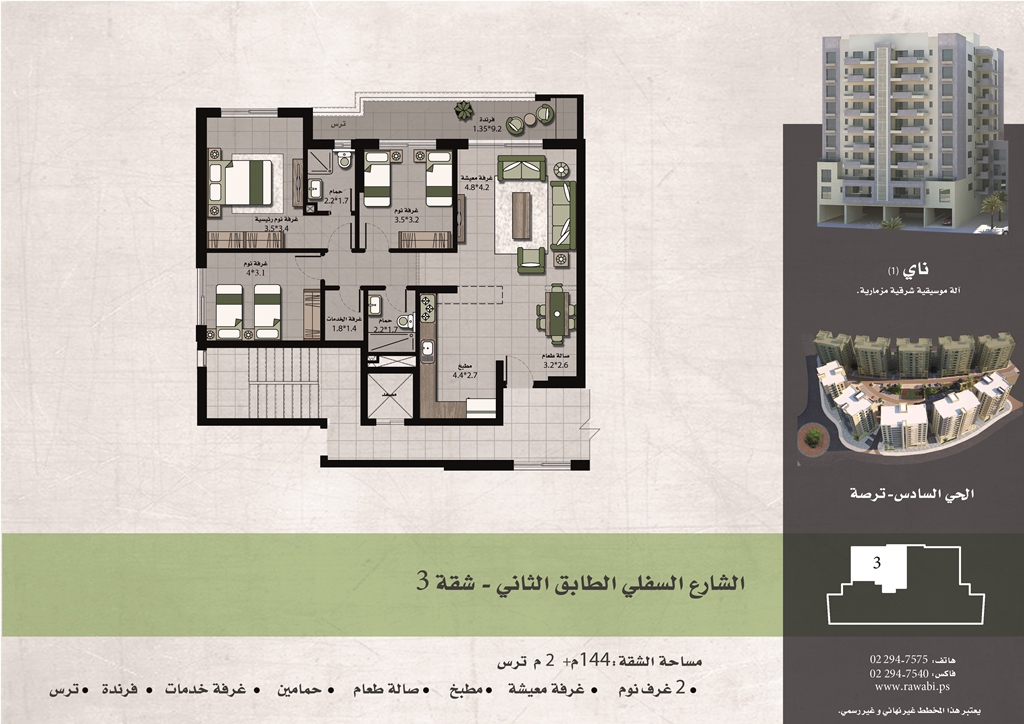 ترس
فرندة
1.35*9.2
حمام
2.2*1.7
غرفة نوم
3.5*3.2
غرفة معيشة
4.8*4.2
غرفة نوم رئيسية
3.5*3.4
غرفة نوم
4*3.1
غرفة الخدمات
1.8*1.4
حمام
2.2*1.7
صالة طعام
3.2*2.6
مطبخ
4.4*2.7
مصعد
ناي (1)
آلة موسيقية شرقية مزمارية.
الحي السادس-ترصة
3
الشارع السفلي الطابق الثاني - شقة 3
مساحة الشقة: 144م+ 2 م ترس
• 2 غرف نوم • غرفة معيشة • مطبخ • صالة طعام • حمامين • غرفة خدمات • فرندة • ترس
هاتف: 02 294-7575
فاكس: 02 294-7540
www.rawabi.ps
يعتبر هذا المخطط غير نهائي و غير رسمي.